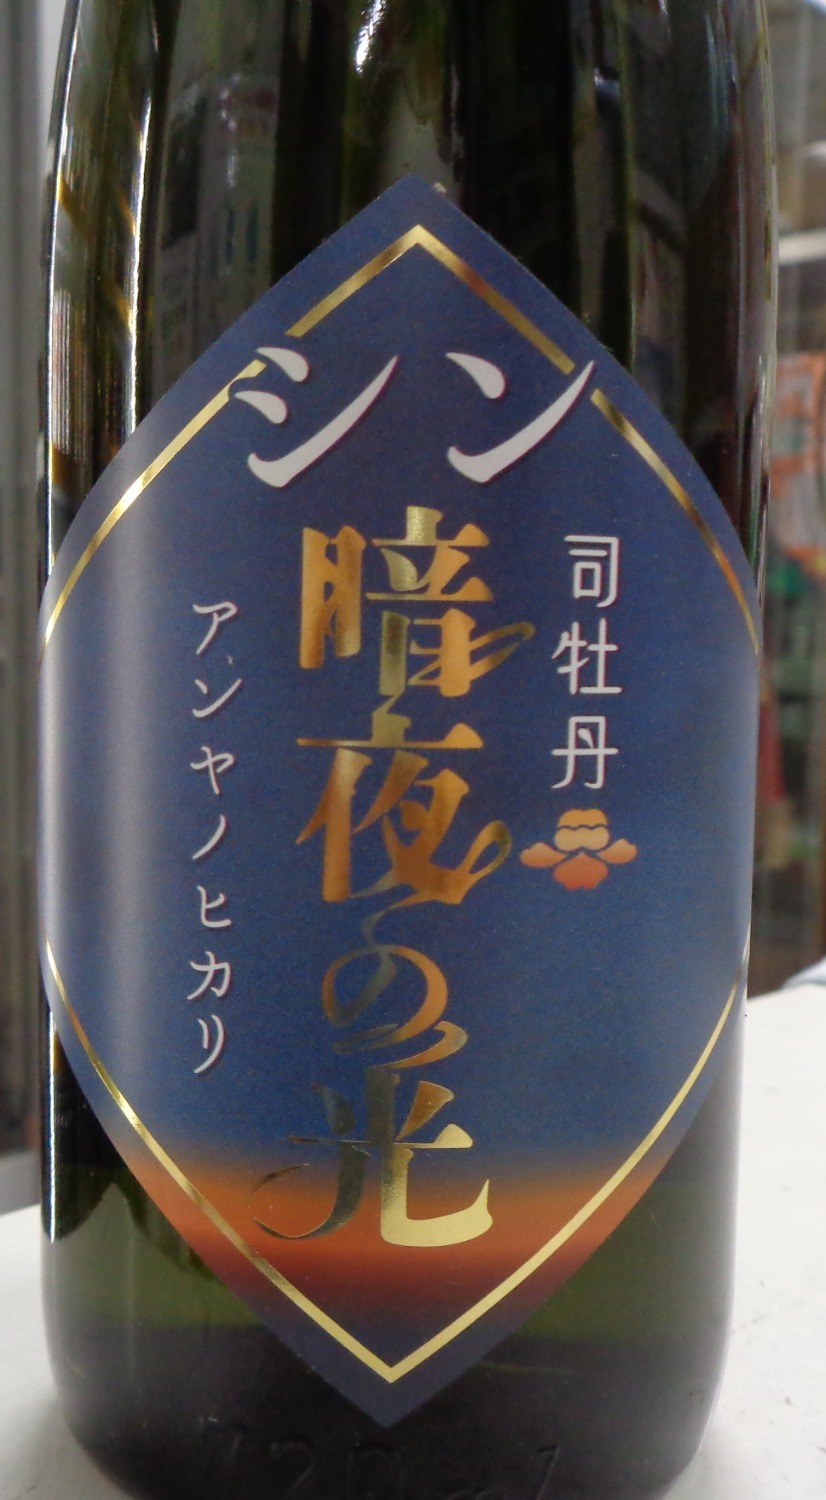 シン
司牡丹
暗夜の光
アンヤノヒカリ